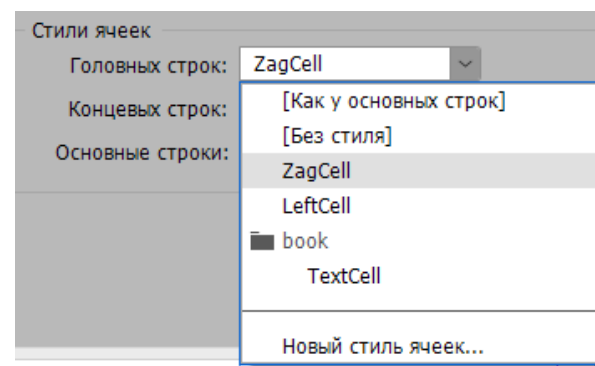 Стили ячеек
Головных строк: ZagCell
Концевых строк:
Основные строки:
[Как у основных строк]
[Без стиля]
ZagCell
LeftCell
book
TextCell
Новый стиль ячеек...